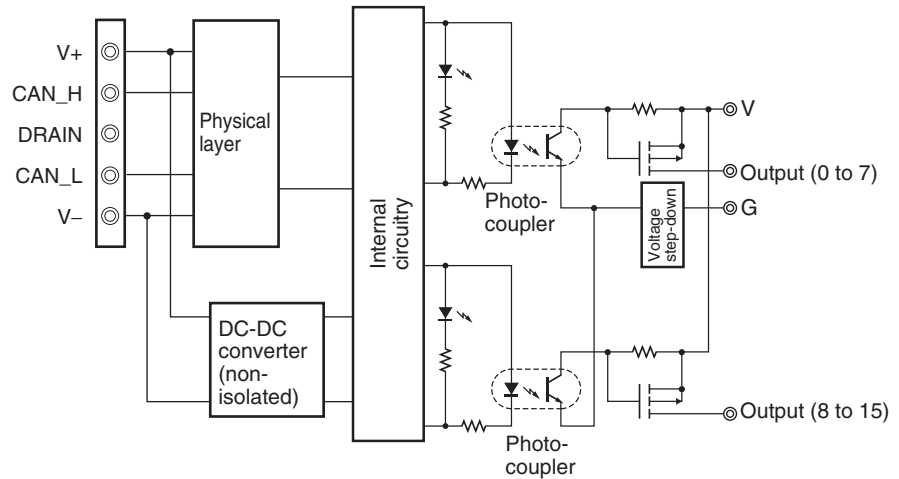 V+
CAN_H
DRAIN
CAN_L
V–
Physical
layer
DC-DC
converter
(non-
isolated)
Internal
circuitry
Photo-
coupler
V
Output (0 to 7)
G
Voltage
step-down
Photo-
coupler
Output (8 to 15)